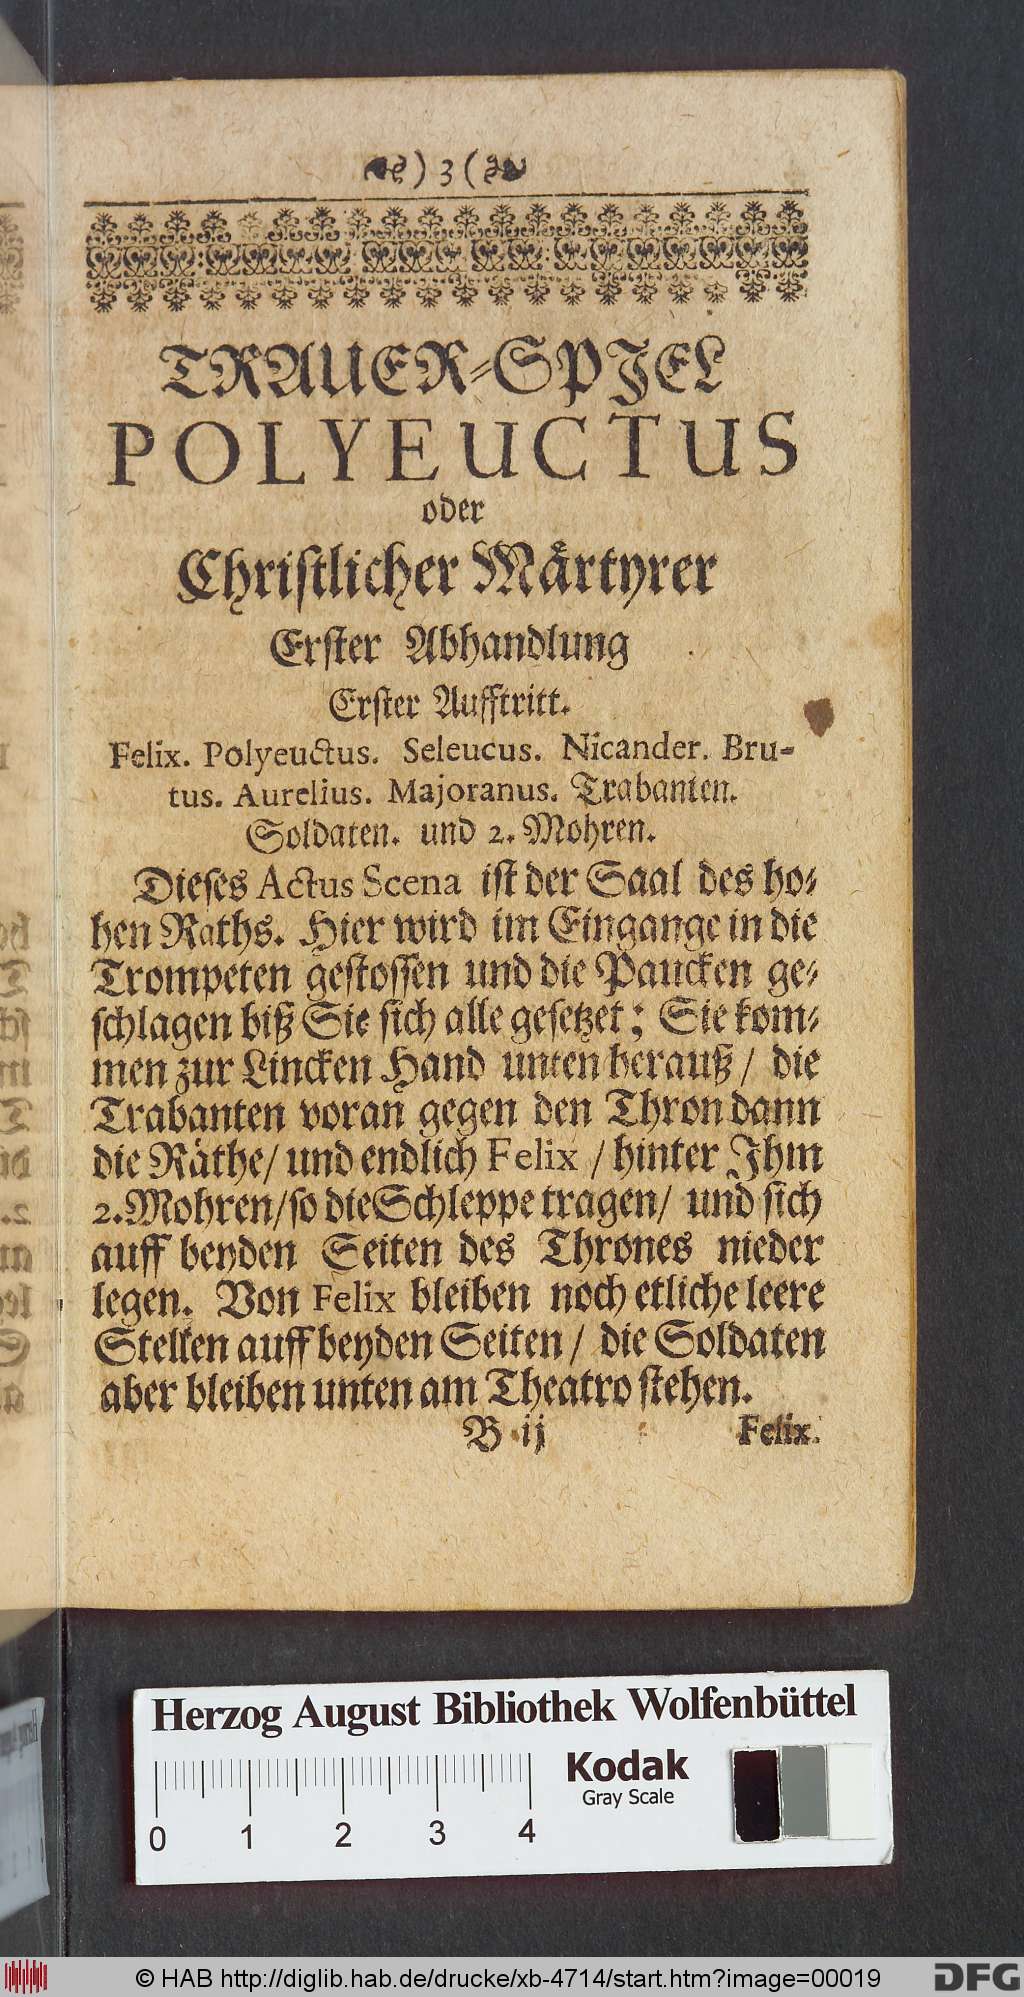 ) 3 (
TRAUER-SPJEL
POLYEUCTUS
oder
Christlicher Mårtyrer
Erster Abhandlung
Erster Aufftritt.
Felix. Polyeuctus. Seleucus. Nicander. Bru-
tus. Aurelius. Majoranus. Trabanten.
Soldaten. und 2. Mohren.
Dieses Actus Scena ist der Saal des ho-
hen Raths. Hier wird im Eingange in die
Trompeten gestossen und die Paucken ge-
schlagen biß Sie sich alle gesetzet; Sie kom-
men zur Lincken Hand unten herauß / die
Trabanten voran gegen den Thron dann
die Räthe/ und endlich Felix / hinter Jhm
2. Mohren/ so die Schleppe tragen/ und sich
auff beyden Seiten des Thrones nieder
legen. Von Felix bleiben noch etliche leere
Stellen auff beyden Seiten / die Soldaten
aber bleiben unten am Theatro stehen.
B ij Felix.
Herzog August Bibliothek Wolfenbüttel
Kodak
Gray Scale
0 1 2 3 4
© HAB http://diglib.hab.de/drucke/xb-4714/start.htm?image=00019
DFG